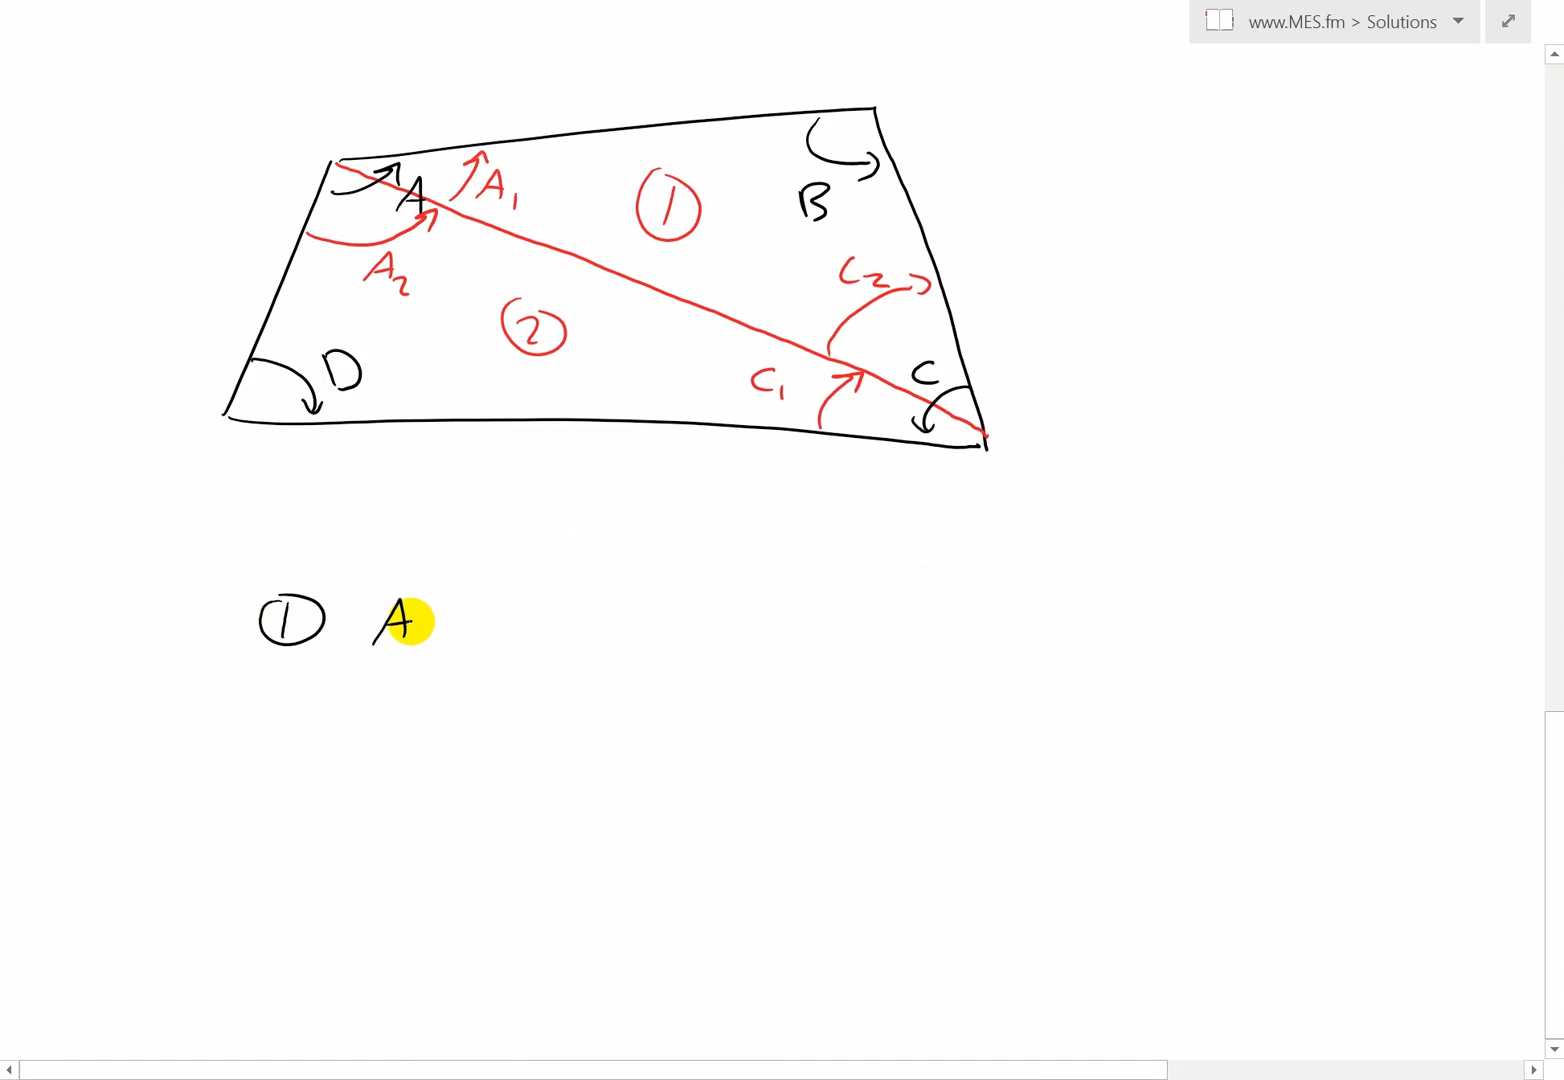 www.MES.fm > Solutions
A
A₁
①
B
A₂
C₂
②
D
C₁
C
① A